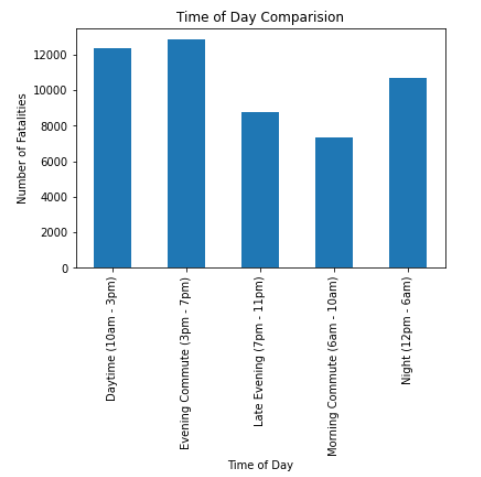 Time of Day Comparision
Number of Fatalities
12000
10000
8000
6000
4000
2000
0
Daytime (10am - 3pm)
Evening Commute (3pm - 7pm)
Late Evening (7pm - 11pm)
Morning Commute (6am - 10am)
Night (12pm - 6am)
Time of Day